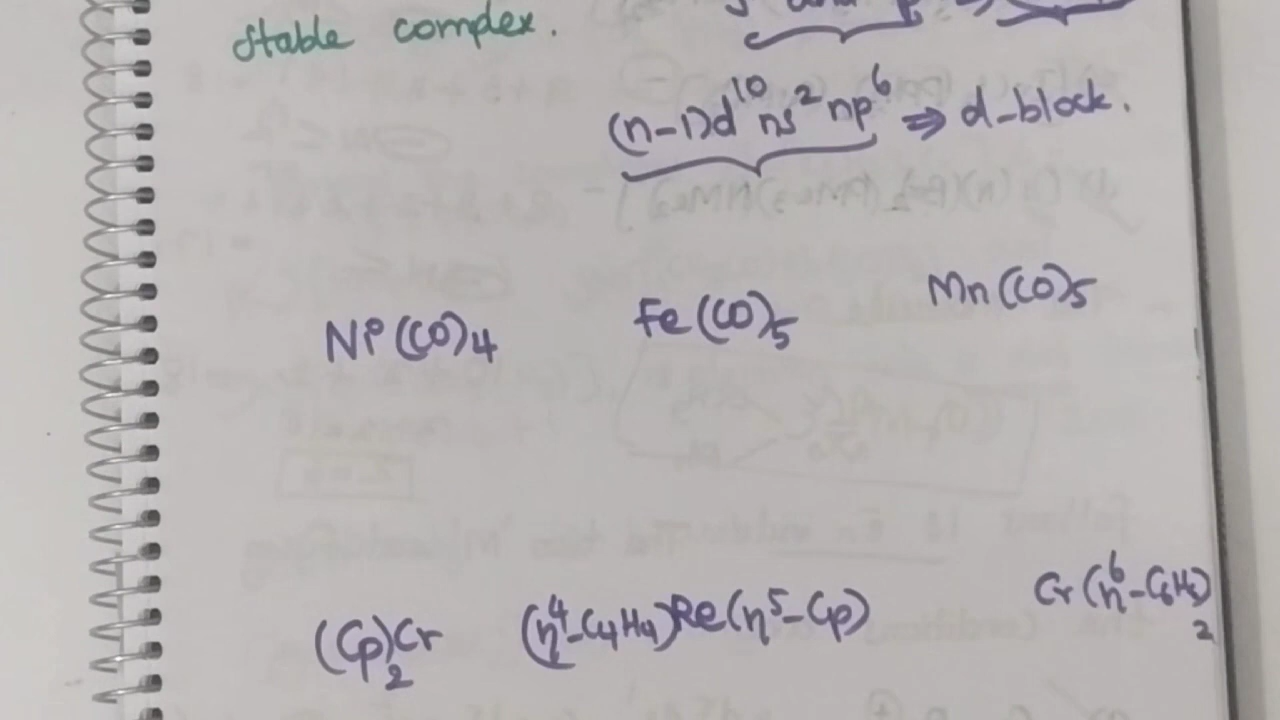 stable complex.
(n-1)d¹⁰ ns² np⁶ ⇒ d-block.
Ni(CO)₄ Fe(CO)₅ Mn(CO)₅
(Cp)₂Cr (η⁴-C₄H₄)Re(η⁵-Cp) Cr(η⁶-C₆H₆)₂